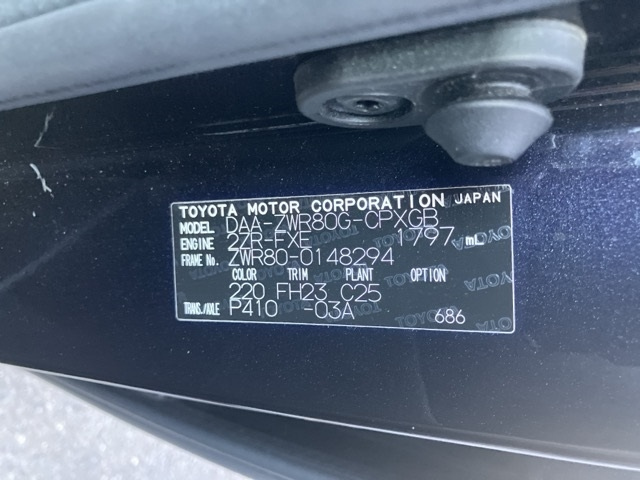 TOYOTA MOTOR CORPORATION JAPAN
MODEL DAA-ZWR80G-CPXGB
ENGINE 2ZR-FXE 1797 mL
FRAME No. ZWR80-0148294
COLOR TRIM PLANT OPTION
220 FH23 C25
TRANS./AXLE P410 -03A 686